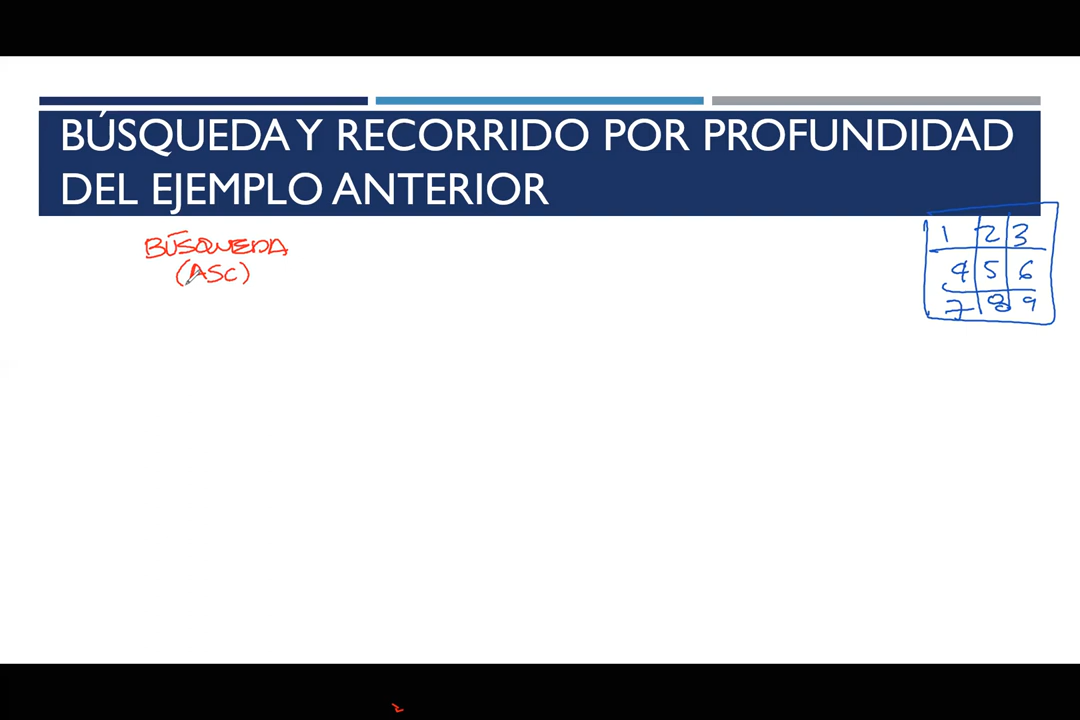 BÚSQUEDA Y RECORRIDO POR PROFUNDIDAD
DEL EJEMPLO ANTERIOR
BÚSQUEDA
(ASC)
1 2 3
4 5 6
7 8 9